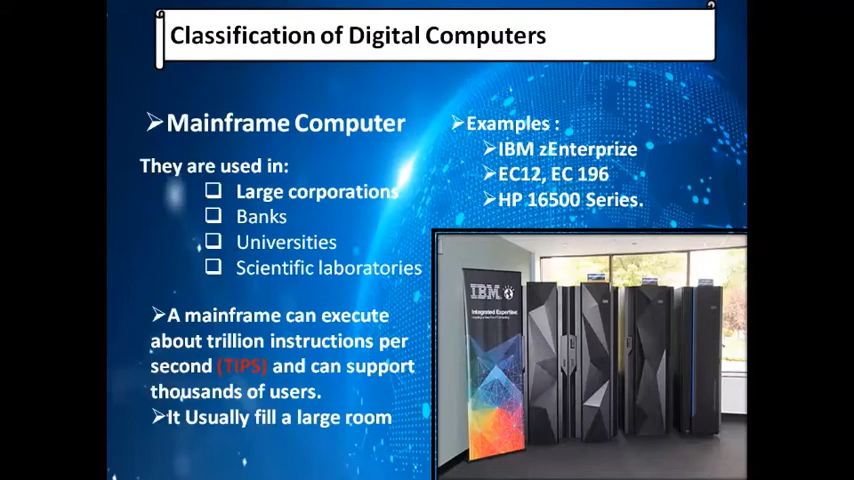 Classification of Digital Computers
➢Mainframe Computer
They are used in:
❑ Large corporations
❑ Banks
❑ Universities
❑ Scientific laboratories
➢A mainframe can execute
about trillion instructions per
second (TIPS) and can support
thousands of users.
➢It Usually fill a large room
➢Examples :
➢IBM zEnterprize
➢EC12, EC 196
➢HP 16500 Series.
IBM
Integrated Expertise